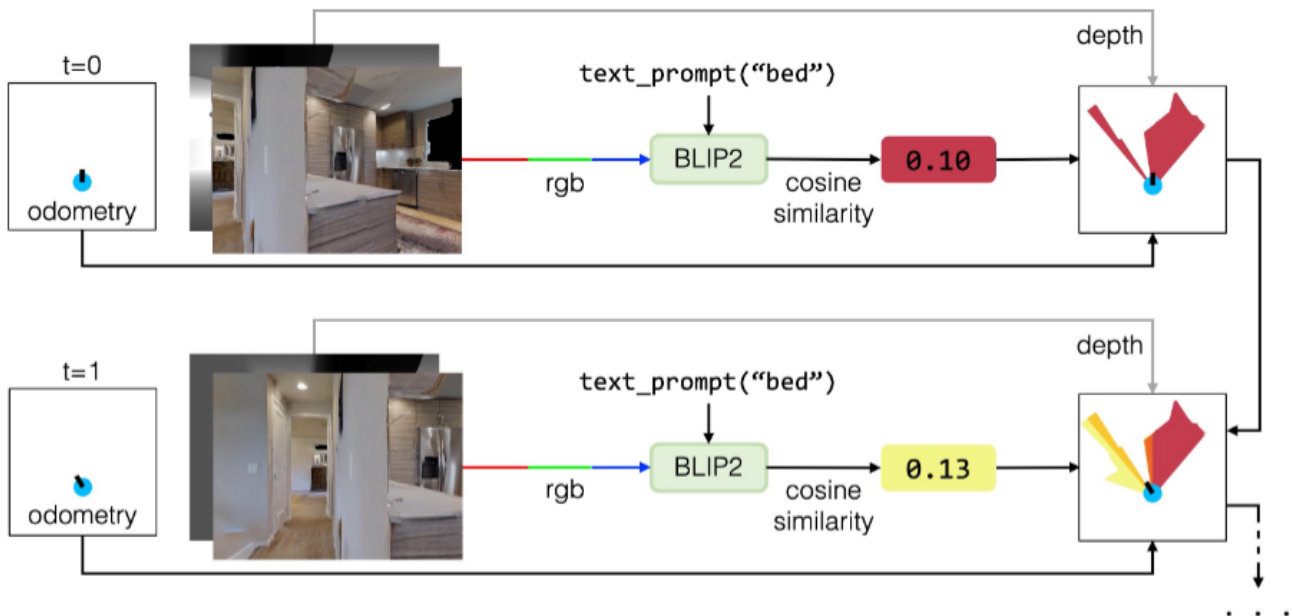 depth
t=0
text_prompt(“bed”)
BLIP2
0.10
rgb
cosine
similarity
odometry
depth
t=1
text_prompt(“bed”)
BLIP2
0.13
rgb
cosine
similarity
odometry
. . .